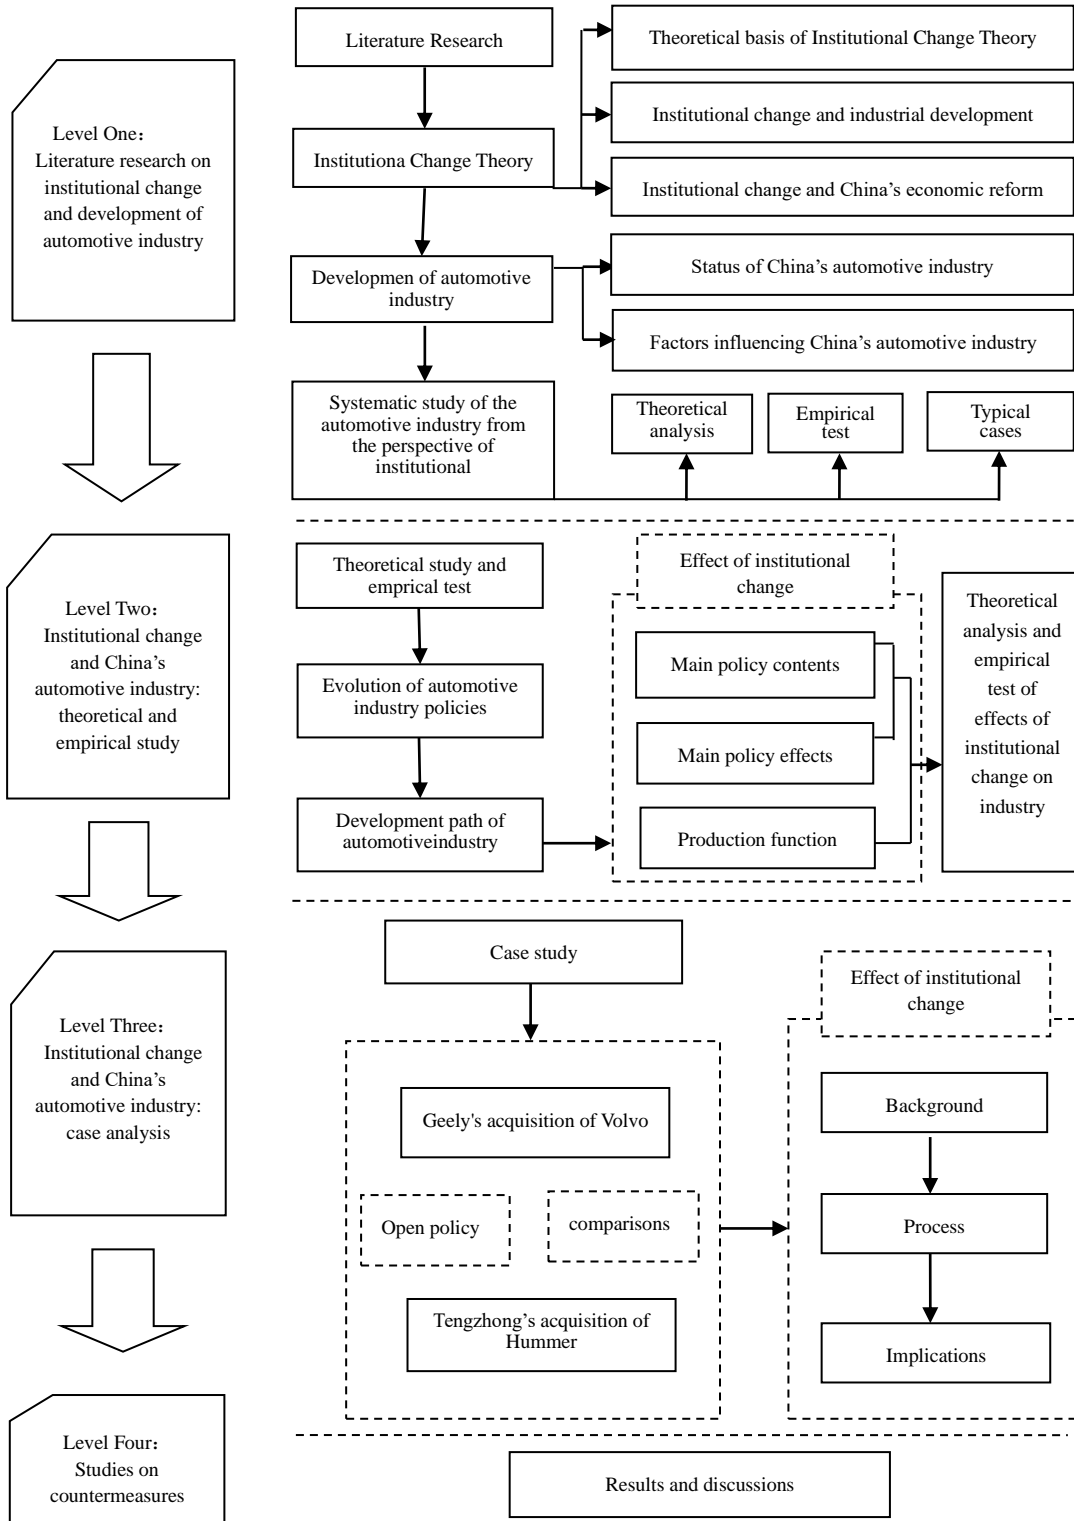 Literature Research
Theoretical basis of Institutional Change Theory
Level One：
Literature research on
institutional change
and development of
automotive industry
Institutional change and industrial development
Institutiona Change Theory
Institutional change and China’s economic reform
Status of China’s automotive industry
Developmen of automotive
industry
Factors influencing China’s automotive industry
Systematic study of the
automotive industry from
the perspective of
institutional
Theoretical
analysis
Empirical
test
Typical
cases
Level Two：
Institutional change
and China’s
automotive industry:
theoretical and
empirical study
Theoretical study and
emprical test
Evolution of automotive
industry policies
Development path of
automotiveindustry
Effect of institutional
change
Main policy contents
Main policy effects
Production function
Theoretical
analysis and
empirical
test of
effects of
institutional
change on
industry
Level Three：
Institutional change
and China’s
automotive industry:
case analysis
Case study
Geely's acquisition of Volvo
Open policy
comparisons
Tengzhong’s acquisition of
Hummer
Effect of institutional
change
Background
Process
Implications
Level Four：
Studies on
countermeasures
Results and discussions